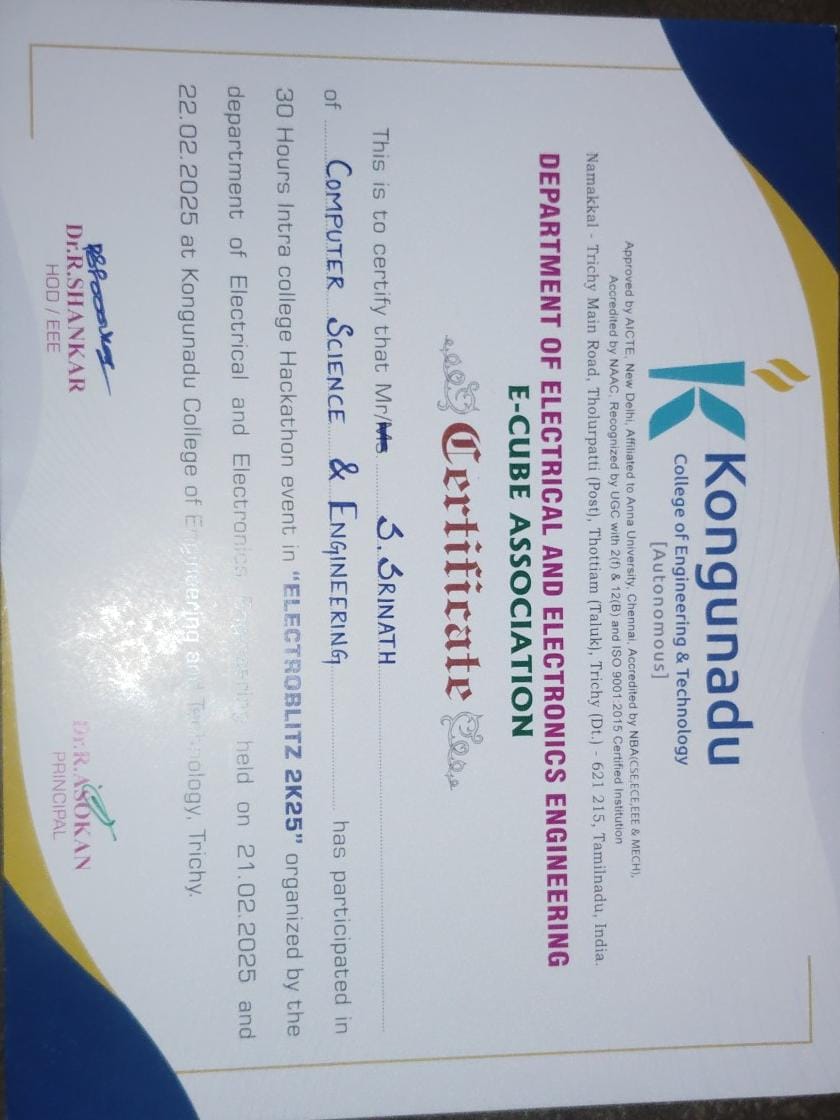 Kongunadu
College of Engineering & Technology
[Autonomous]
Approved by AICTE, New Delhi, Affiliated to Anna University, Chennai, Accredited by NBA(CSE,ECE,EEE & MECH),
Accredited by NAAC, Recognized by UGC with 2(f) & 12(B) and ISO 9001:2015 Certified Institution
Namakkal - Trichy Main Road, Tholurpatti (Post), Thottiam (Taluk), Trichy (Dt.) - 621 215, Tamilnadu, India.
DEPARTMENT OF ELECTRICAL AND ELECTRONICS ENGINEERING
E-CUBE ASSOCIATION
Certificate
This is to certify that Mr/Ms S. SRINATH
of COMPUTER SCIENCE & ENGINEERING has participated in
30 Hours Intra college Hackathon event in “ELECTROBLITZ 2K25” organized by the
department of Electrical and Electronics Engineering held on 21.02.2025 and
22.02.2025 at Kongunadu College of Engineering and Technology, Trichy.
Dr.R.SHANKAR
HOD / EEE
Dr.R.ASOKAN
PRINCIPAL